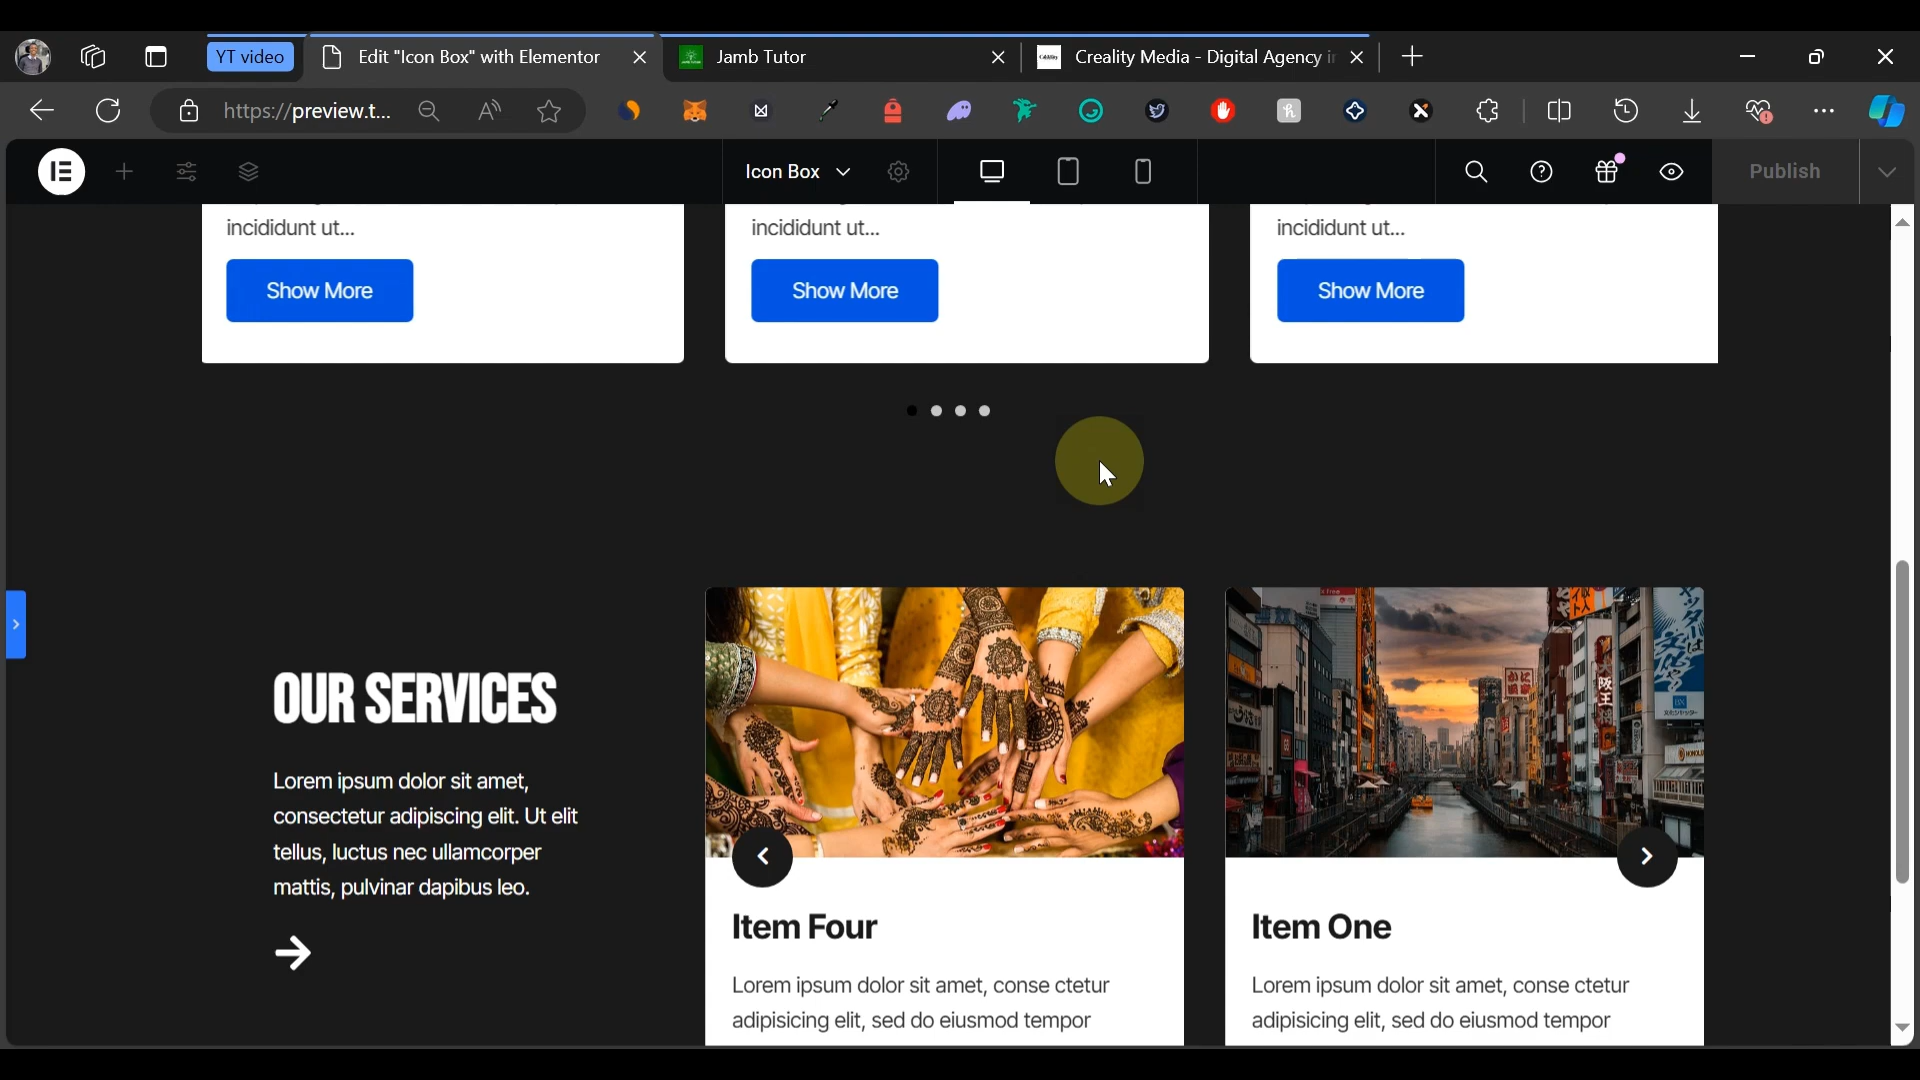 YT video
Edit "Icon Box" with Elementor
Jamb Tutor
Creality Media - Digital Agency i
https://preview.t...
Icon Box
Publish
incididunt ut...
incididunt ut...
incididunt ut...
Show More
Show More
Show More
OUR SERVICES
Lorem ipsum dolor sit amet,
consectetur adipiscing elit. Ut elit
tellus, luctus nec ullamcorper
mattis, pulvinar dapibus leo.
Item Four
Lorem ipsum dolor sit amet, conse ctetur
adipisicing elit, sed do eiusmod tempor
Item One
Lorem ipsum dolor sit amet, conse ctetur
adipisicing elit, sed do eiusmod tempor